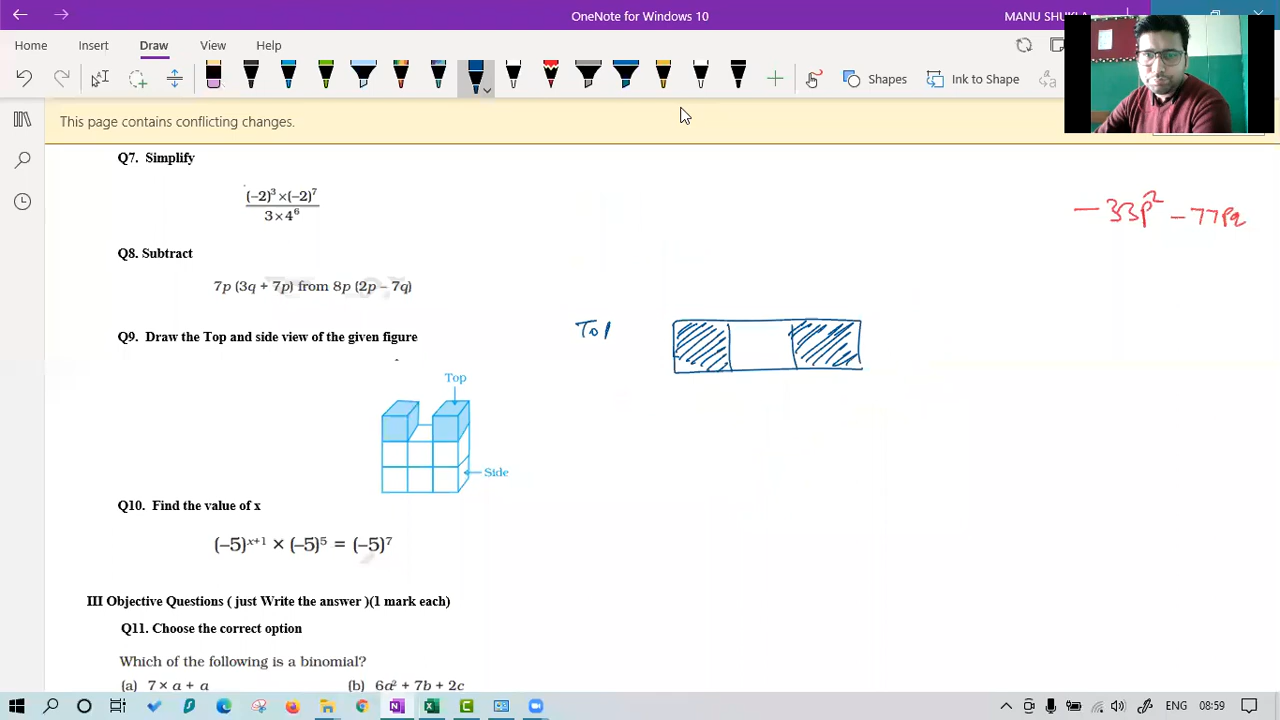 OneNote for Windows 10
MANU SHUK
Home Insert Draw View Help
Shapes Ink to Shape
This page contains conflicting changes.
Q7. Simplify
(–2)³×(–2)⁷
3×4⁶
– 33p² – 77pq
Q8. Subtract
7p (3q + 7p) from 8p (2p – 7q)
Top
Q9. Draw the Top and side view of the given figure
Top
Side
Q10. Find the value of x
(–5)ˣ⁺¹ × (–5)⁵ = (–5)⁷
III Objective Questions ( just Write the answer )(1 mark each)
Q11. Choose the correct option
Which of the following is a binomial?
(a) 7 × a + a (b) 6a² + 7b + 2c
ENG 08:59